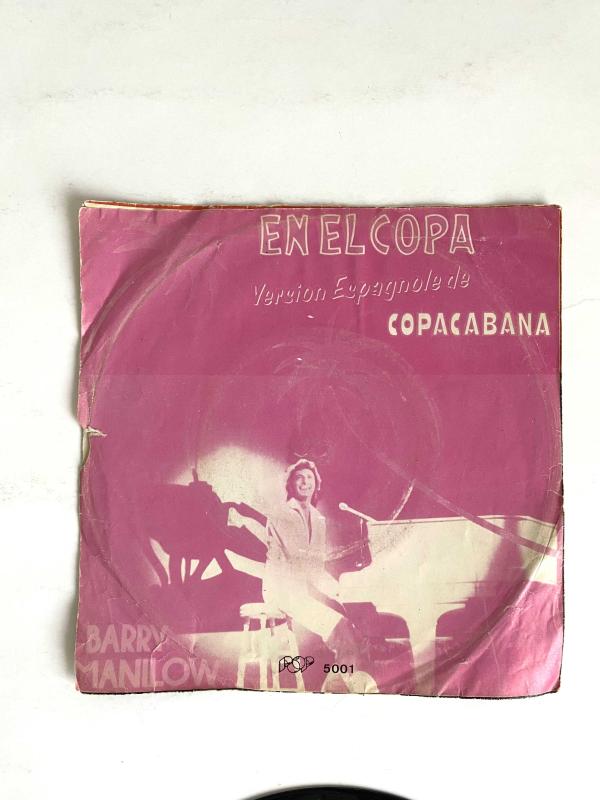 EN EL COPA
Version Espagnole de
COPACABANA
BARRY
MANILOW
POP 5001